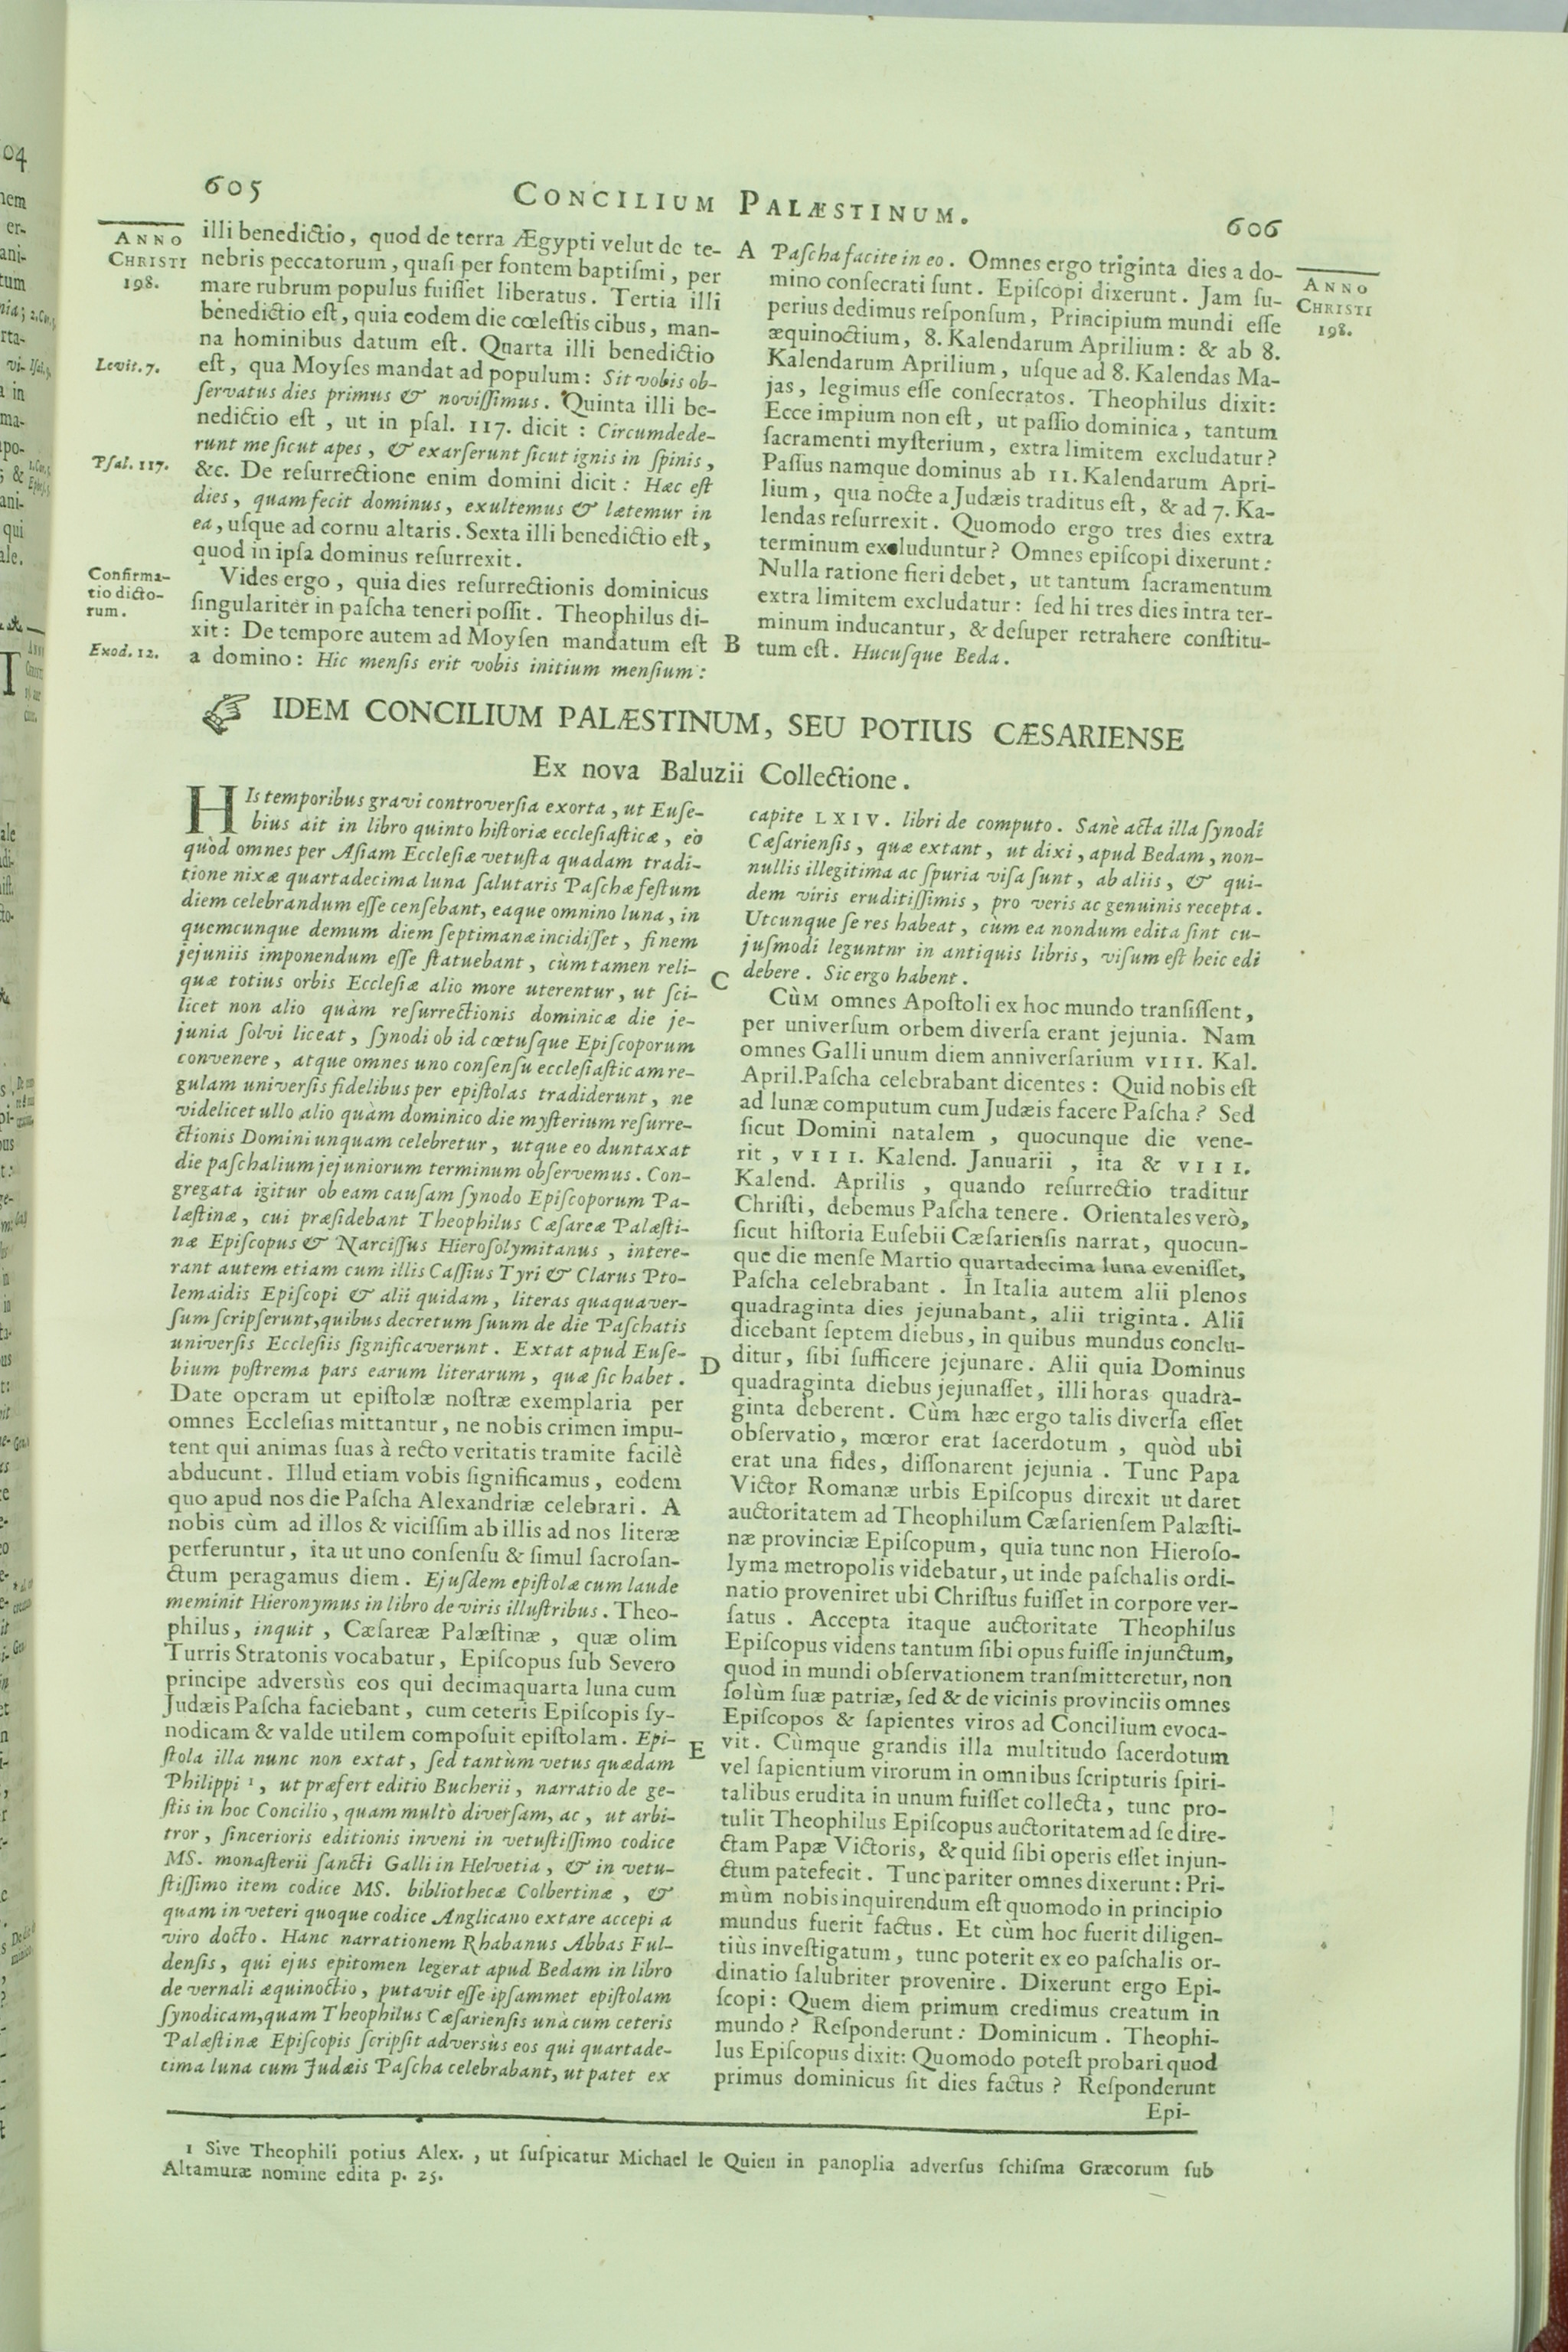 605
CONCILIUM PALÆSTINUM.
606
ANNO
CHRISTI
198.
illi benedictio, quod de terra Ægypti velut de te-
nebris peccatorum, quaſi per fontem baptiſmi, per
mare rubrum populus fuiſſet liberatus. Tertia illi
benedictio eſt, quia eodem die cœleſtis cibus, man-
na hominibus datum eſt. Quarta illi benedictio
Levit. 7.
eſt, qua Moyſes mandat ad populum: Sit vobis ob-
ſervatus dies primus & noviſſimus. Quinta illi be-
nedictio eſt, ut in pſal. 117. dicit: Circumdede-
runt me ſicut apes, & exarſerunt ſicut ignis in ſpinis,
Pſal. 117.
&c. De reſurrectione enim domini dicit: Hæc eſt
dies, quam fecit dominus, exultemus & lætemur in
ea, uſque ad cornu altaris. Sexta illi benedictio eſt,
quod in ipſa dominus reſurrexit.
Confirma-
tio dicto-
rum.
Vides ergo, quia dies reſurrectionis dominicus
ſingulariter in paſcha teneri poſſit. Theophilus di-
xit: De tempore autem ad Moyſen mandatum eſt
Exod. 12.
a domino: Hic menſis erit vobis initium menſium:
A
Paſcha facite in eo. Omnes ergo triginta dies a do-
mino conſecrati ſunt. Epiſcopi dixerunt. Jam ſu-
ANNO
CHRISTI
198.
perius dedimus reſponſum, Principium mundi eſſe
æquinoctium, 8. Kalendarum Aprilium: & ab 8.
Kalendarum Aprilium, uſque ad 8. Kalendas Ma-
jas, legimus eſſe conſecratos. Theophilus dixit:
Ecce impium non eſt, ut paſſio dominica, tantum
ſacramenti myſterium, extra limitem excludatur?
Paſſus namque dominus ab 11. Kalendarum Apri-
lium, qua nocte a Judæis traditus eſt, & ad 7. Ka-
lendas reſurrexit. Quomodo ergo tres dies extra
terminum excluduntur? Omnes epiſcopi dixerunt:
Nulla ratione fieri debet, ut tantum ſacramentum
extra limitem excludatur: ſed hi tres dies intra ter-
minum inducantur, & deſuper retrahere conſtitu-
B
tum eſt. Hucuſque Beda.
IDEM CONCILIUM PALÆSTINUM, SEU POTIUS CÆSARIENSE
Ex nova Baluzii Collectione.
HIs temporibus gravi controverſia exorta, ut Euſe-
bius ait in libro quinto hiſtoriæ eccleſiaſticæ, eò
quòd omnes per Aſiam Eccleſiæ vetuſta quadam tradi-
tione nixæ quartadecima luna ſalutaris Paſchæ feſtum
diem celebrandum eſſe cenſebant, eaque omnino luna, in
quemcunque demum diem ſeptimanæ incidiſſet, finem
jejuniis imponendum eſſe ſtatuebant, cùm tamen reli-
quæ totius orbis Eccleſiæ alio more uterentur, ut ſci-
licet non alio quàm reſurrectionis dominicæ die je-
junia ſolvi liceat, ſynodi ob id cœtuſque Epiſcoporum
convenere, atque omnes uno conſenſu eccleſiaſticam re-
gulam univerſis fidelibus per epiſtolas tradiderunt, ne
videlicet ullo alio quàm dominico die myſterium reſurre-
ctionis Domini unquam celebretur, utque eo duntaxat
die paſchalium jejuniorum terminum obſervemus. Con-
gregata igitur ob eam cauſam ſynodo Epiſcoporum Pa-
læſtinæ, cui præſidebant Theophilus Cæſareæ Palæſti-
næ Epiſcopus & Narciſſus Hieroſolymitanus, intere-
rant autem etiam cum illis Caſſius Tyri & Clarus Pto-
lemaidis Epiſcopi & alii quidam, literas quaquaver-
ſum ſcripſerunt, quibus decretum ſuum de die Paſchatis
univerſis Eccleſiis ſignificaverunt. Extat apud Euſe-
bium poſtrema pars earum literarum, quæ ſic habet.
Date operam ut epiſtolæ noſtræ exemplaria per
omnes Eccleſias mittantur, ne nobis crimen impu-
tent qui animas ſuas à recto veritatis tramite facilè
abducunt. Illud etiam vobis ſignificamus, eodem
quo apud nos die Paſcha Alexandriæ celebrari. A
nobis cùm ad illos & viciſſim ab illis ad nos literæ
perferuntur, ita ut uno conſenſu & ſimul ſacroſan-
ctum peragamus diem. Ejuſdem epiſtolæ cum laude
meminit Hieronymus in libro de viris illuſtribus. Theo-
philus, inquit, Cæſareæ Palæſtinæ, quæ olim
Turris Stratonis vocabatur, Epiſcopus ſub Severo
principe adversùs eos qui decimaquarta luna cum
Judæis Paſcha faciebant, cum ceteris Epiſcopis ſy-
nodicam & valde utilem compoſuit epiſtolam. Epi-
ſtola illa nunc non extat, ſed tantùm vetus quædam
Philippi 1, ut præfert editio Bucherii, narratio de ge-
ſtis in hoc Concilio, quam multò diverſam, ac, ut arbi-
tror, ſincerioris editionis inveni in vetuſtiſſimo codice
MS. monaſterii ſancti Galli in Helvetia, & in vetu-
ſtiſſimo item codice MS. bibliothecæ Colbertinæ, &
quam in veteri quoque codice Anglicano extare accepi a
viro docto. Hanc narrationem Rhabanus Abbas Ful-
denſis, qui ejus epitomen legerat apud Bedam in libro
de vernali æquinoctio, putavit eſſe ipſammet epiſtolam
ſynodicam, quam Theophilus Cæſarienſis unà cum ceteris
Palæſtinæ Epiſcopis ſcripſit adversùs eos qui quartade-
cima luna cum Judæis Paſcha celebrabant, ut patet ex
capite LXIV. libri de computo. Sanè acta illa ſynodi
Cæſarienſis, quæ extant, ut dixi, apud Bedam, non-
nullis illegitima ac ſpuria viſa ſunt, ab aliis, & qui-
dem viris eruditiſſimis, pro veris ac genuinis recepta.
Utcunque ſe res habeat, cùm ea nondum edita ſint cu-
juſmodi leguntnr in antiquis libris, viſum eſt heic edi
C
debere. Sic ergo habent.
CÙM omnes Apoſtoli ex hoc mundo tranſiſſent,
per univerſum orbem diverſa erant jejunia. Nam
omnes Galli unum diem anniverſarium VIII. Kal.
April. Paſcha celebrabant dicentes: Quid nobis eſt
ad lunæ computum cum Judæis facere Paſcha? Sed
ſicut Domini natalem, quocunque die vene-
rit, VIII. Kalend. Januarii, ita & VIII.
Kalend. Aprilis, quando reſurrectio traditur
Chriſti, debemus Paſcha tenere. Orientales verò,
ſicut hiſtoria Euſebii Cæſarienſis narrat, quocun-
que die menſe Martio quartadecima luna eveniſſet,
Paſcha celebrabant. In Italia autem alii plenos
quadraginta dies jejunabant, alii triginta. Alii
dicebant ſeptem diebus, in quibus mundus conclu-
D
ditur, ſibi ſufficere jejunare. Alii quia Dominus
quadraginta diebus jejunaſſet, illi horas quadra-
ginta deberent. Cùm hæc ergo talis diverſa eſſet
obſervatio, mœror erat ſacerdotum, quòd ubi
erat una fides, diſſonarent jejunia. Tunc Papa
Victor Romanæ urbis Epiſcopus direxit ut daret
auctoritatem ad Theophilum Cæſarienſem Palæſti-
næ provinciæ Epiſcopum, quia tunc non Hieroſo-
lyma metropolis videbatur, ut inde paſchalis ordi-
natio proveniret ubi Chriſtus fuiſſet in corpore ver-
ſatus. Accepta itaque auctoritate Theophilus
Epiſcopus videns tantum ſibi opus fuiſſe injunctum,
quod in mundi obſervationem tranſmitteretur, non
ſolùm ſuæ patriæ, ſed & de vicinis provinciis omnes
Epiſcopos & ſapientes viros ad Concilium evoca-
E
vit. Cùmque grandis illa multitudo ſacerdotum
vel ſapientium virorum in omnibus ſcripturis ſpiri-
talibus erudita in unum fuiſſet collecta, tunc pro-
tulit Theophilus Epiſcopus auctoritatem ad ſe dire-
ctam Papæ Victoris, & quid ſibi operis eſſet injun-
ctum patefecit. Tunc pariter omnes dixerunt: Pri-
mùm nobis inquirendum eſt quomodo in principio
mundus fuerit factus. Et cùm hoc fuerit diligen-
tiùs inveſtigatum, tunc poterit ex eo paſchalis or-
dinatio ſalubriter provenire. Dixerunt ergo Epi-
ſcopi: Quem diem primum credimus creatum in
mundo? Reſponderunt: Dominicum. Theophi-
lus Epiſcopus dixit: Quomodo poteſt probari quod
primus dominicus ſit dies factus? Reſponderunt
Epi-
1 Sive Theophili potius Alex., ut ſuſpicatur Michael le Quien in panoplia adverſus ſchiſma Græcorum ſub
Altamuræ nomine edita p. 25.